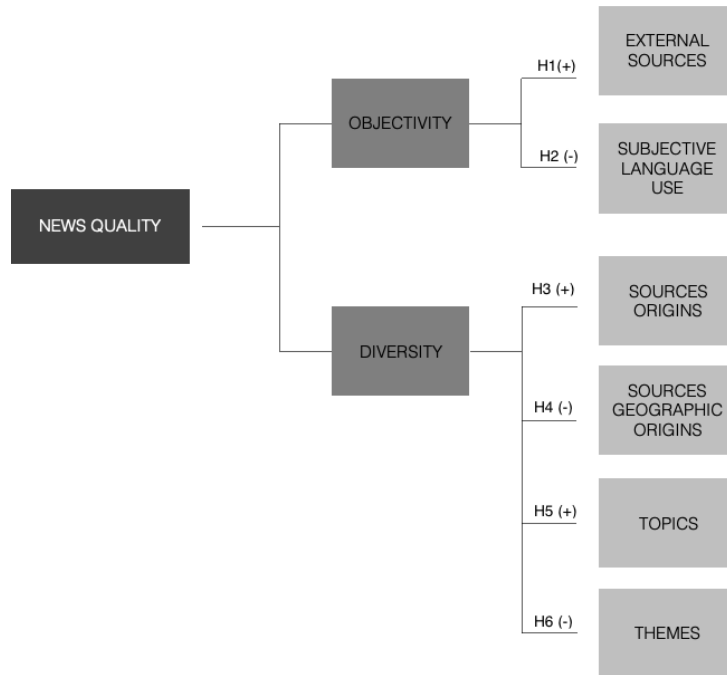 EXTERNAL
SOURCES
H1(+)
OBJECTIVITY
H2 (-)
SUBJECTIVE
LANGUAGE
USE
NEWS QUALITY
H3 (+)
SOURCES
ORIGINS
DIVERSITY
H4 (-)
SOURCES
GEOGRAPHIC
ORIGINS
H5 (+)
TOPICS
H6 (-)
THEMES